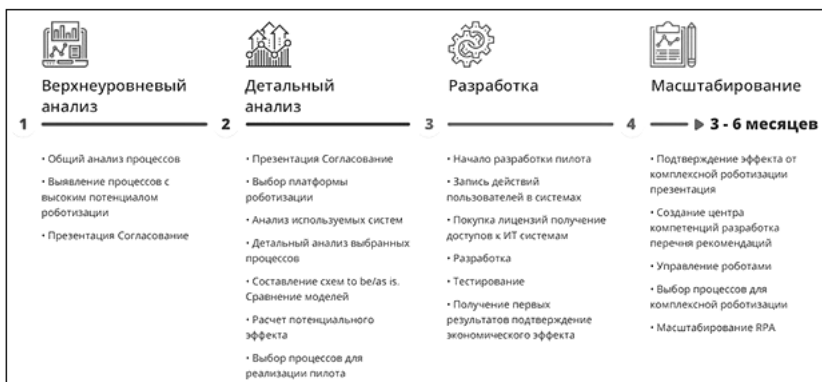 Верхнеуровневый
анализ
Детальный
анализ
Разработка
Масштабирование
1
2
3
4
3 - 6 месяцев
• Общий анализ процессов
• Выявление процессов с
высоким потенциалом
роботизации
• Презентация Согласование
• Презентация Согласование
• Выбор платформы
роботизации
• Анализ используемых систем
• Детальный анализ выбранных
процессов
• Составление схем to be/as is.
Сравнение моделей
• Расчет потенциального
эффекта
• Выбор процессов для
реализации пилота
• Начало разработки пилота
• Запись действий
пользователей в системах
• Покупка лицензий получение
доступов к ИТ системам
• Разработка
• Тестирование
• Получение первых
результатов подтверждение
экономического эффекта
• Подтверждение эффекта от
комплексной роботизации
презентация
• Создание центра
компетенций разработка
перечня рекомендаций
• Управление роботами
• Выбор процессов для
комплексной роботизации
• Масштабирование RPA